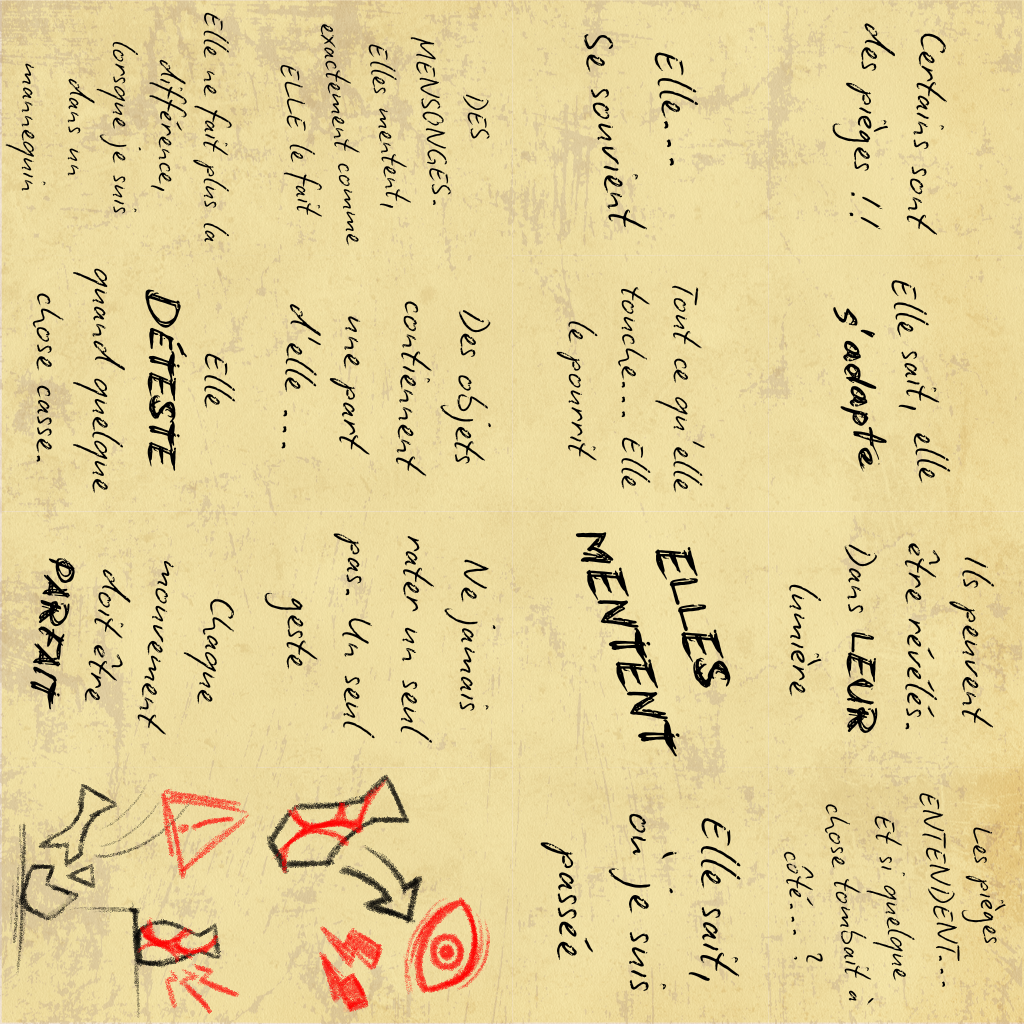 Certains sont
des pièges !!
Elle sait, elle
s'adapte
Ils peuvent
être révélés.
Dans LEUR
lumière
Les pièges
ENTENDENT...
Et si quelque
chose tombait à
côté... ?
Elle...
Se souvient
Tout ce qu'elle
touche... Elle
le pourrit
ELLES
MENTENT
Elle sait,
où je suis
passée
DES
MENSONGES.
Elles mentent,
exactement comme
ELLE le fait
Des objets
contiennent
une part
d'elle ...
Ne jamais
rater un seul
pas. Un seul
geste
Elle ne fait plus la
différence,
lorsque je suis
dans un
mannequin
Elle
DÉTESTE
quand quelque
chose casse.
Chaque
mouvement
doit être
PARFAIT
!